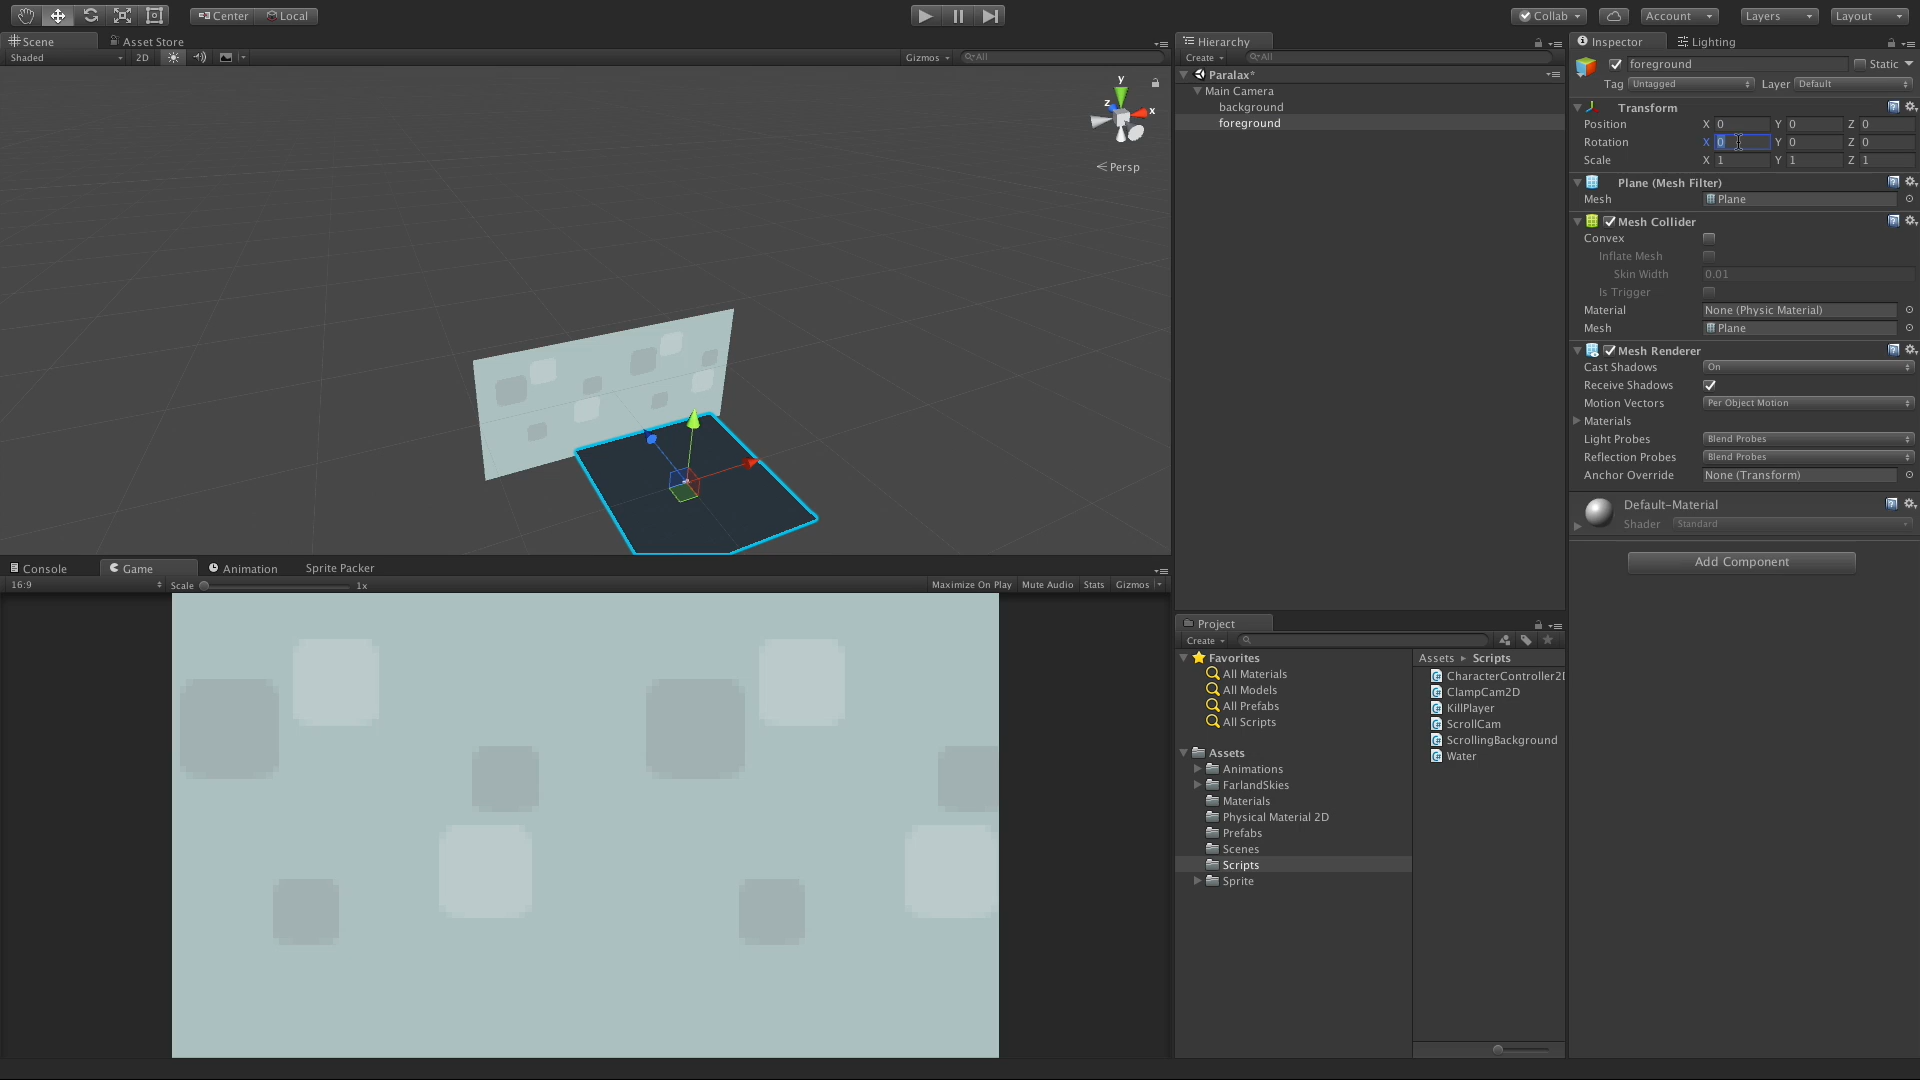 Center Local
Collab Account Layers Layout
Scene Asset Store
Shaded 2D Gizmos All
y
z x
Persp
Hierarchy
Create All
Paralax*
Main Camera
background
foreground
Console Game Animation Sprite Packer
16:9 Scale 1x Maximize On Play Mute Audio Stats Gizmos
Project
Create
Favorites
All Materials
All Models
All Prefabs
All Scripts
Assets
Animations
FarlandSkies
Materials
Physical Material 2D
Prefabs
Scenes
Scripts
Sprite
Assets Scripts
CharacterController2D
ClampCam2D
KillPlayer
ScrollCam
ScrollingBackground
Water
Inspector Lighting
foreground Static
Tag Untagged Layer Default
Transform
Position X 0 Y 0 Z 0
Rotation X 0 Y 0 Z 0
Scale X 1 Y 1 Z 1
Plane (Mesh Filter)
Mesh Plane
Mesh Collider
Convex
Inflate Mesh
Skin Width 0.01
Is Trigger
Material None (Physic Material)
Mesh Plane
Mesh Renderer
Cast Shadows On
Receive Shadows
Motion Vectors Per Object Motion
Materials
Light Probes Blend Probes
Reflection Probes Blend Probes
Anchor Override None (Transform)
Default-Material
Shader Standard
Add Component